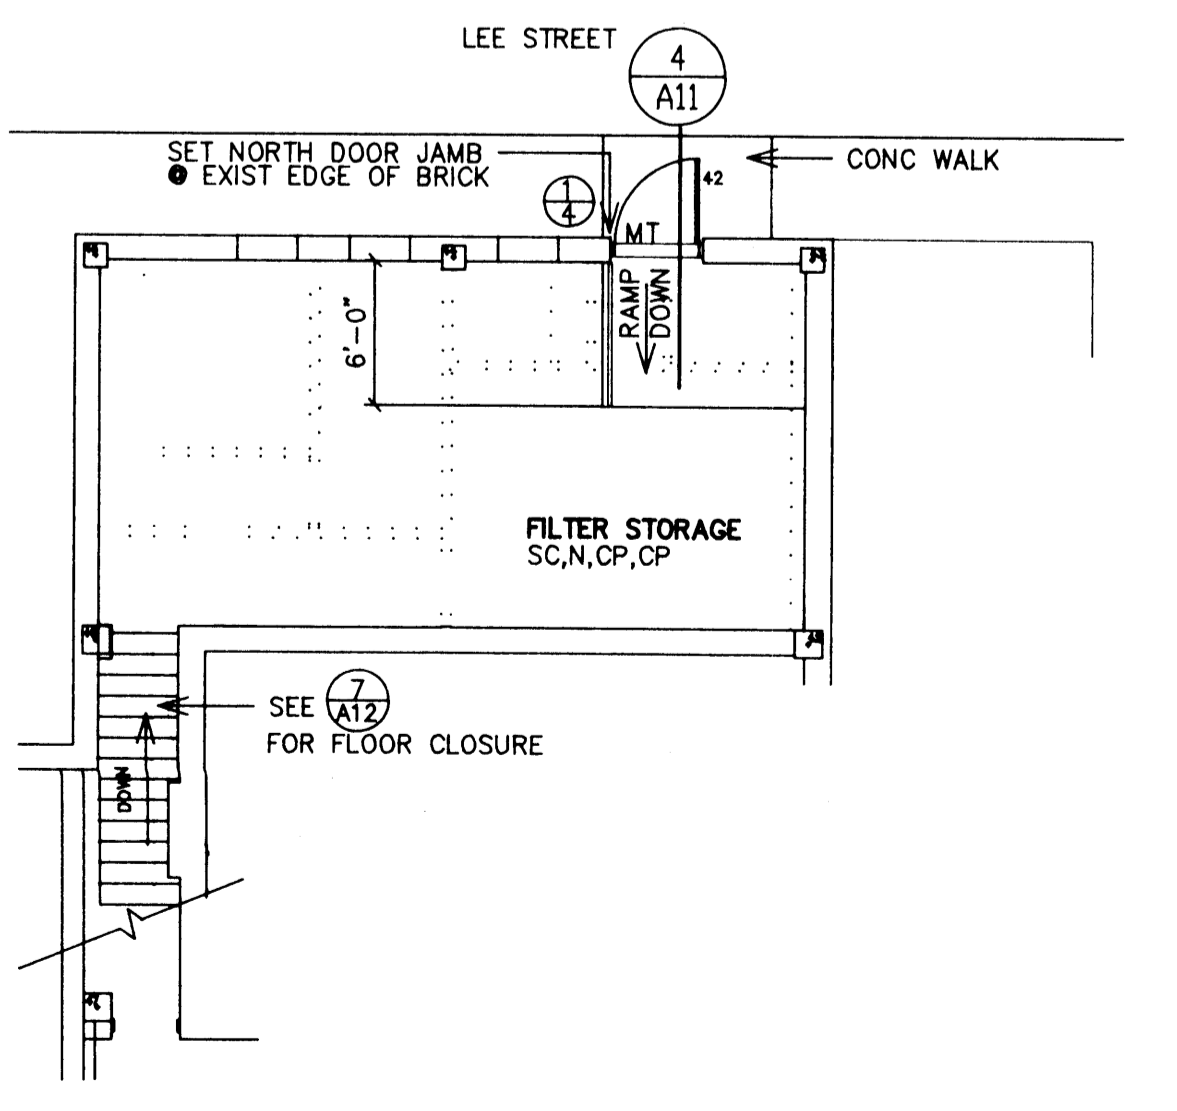 LEE STREET
4
A11
SET NORTH DOOR JAMB
@ EXIST EDGE OF BRICK
CONC WALK
42
1
4
MT
RAMP
DOWN
6'-0"
FILTER STORAGE
SC,N,CP,CP
SEE
7
A12
FOR FLOOR CLOSURE
DOWN